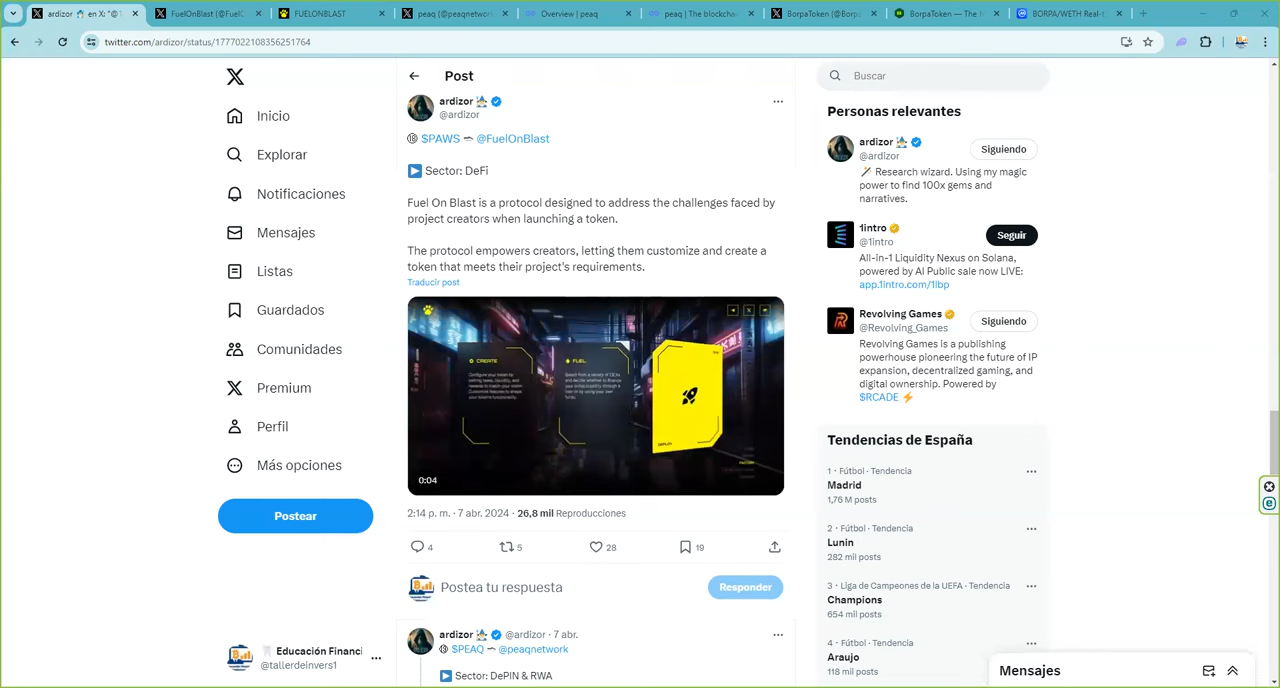 ardizor en X: "@1
FuelOnBlast (@FuelC
FUELONBLAST
peaq (@peaqnetwor
Overview | peaq
peaq | The blockcha
BorpaToken (@Borp
BorpaToken — The
BORPA/WETH Real-t
twitter.com/ardizor/status/1777022108356251764
Inicio
Explorar
Notificaciones
Mensajes
Listas
Guardados
Comunidades
Premium
Perfil
Más opciones
Postear
Educación Financi
@tallerdeinvers1
Post
ardizor
@ardizor
$PAWS @FuelOnBlast
Sector: DeFi
Fuel On Blast is a protocol designed to address the challenges faced by
project creators when launching a token.
The protocol empowers creators, letting them customize and create a
token that meets their project's requirements.
Traducir post
CREATE
FUEL
DEPLOY
0:04
2:14 p. m. · 7 abr. 2024 · 26,8 mil Reproducciones
4 5 28 19
Postea tu respuesta
Responder
ardizor @ardizor · 7 abr.
$PEAQ @peaqnetwork
Sector: DePIN & RWA
Buscar
Personas relevantes
ardizor
@ardizor
Siguiendo
Research wizard. Using my magic
power to find 100x gems and
narratives.
1intro
@1intro
Seguir
All-in-1 Liquidity Nexus on Solana,
powered by AI Public sale now LIVE:
app.1intro.com/1lbp
Revolving Games
@Revolving_Games
Siguiendo
Revolving Games is a publishing
powerhouse pioneering the future of IP
expansion, decentralized gaming, and
digital ownership. Powered by
$RCADE
Tendencias de España
1 · Fútbol · Tendencia
Madrid
1,76 M posts
2 · Fútbol · Tendencia
Lunin
282 mil posts
3 · Liga de Campeones de la UEFA · Tendencia
Champions
654 mil posts
4 · Fútbol · Tendencia
Araujo
118 mil posts
Mensajes